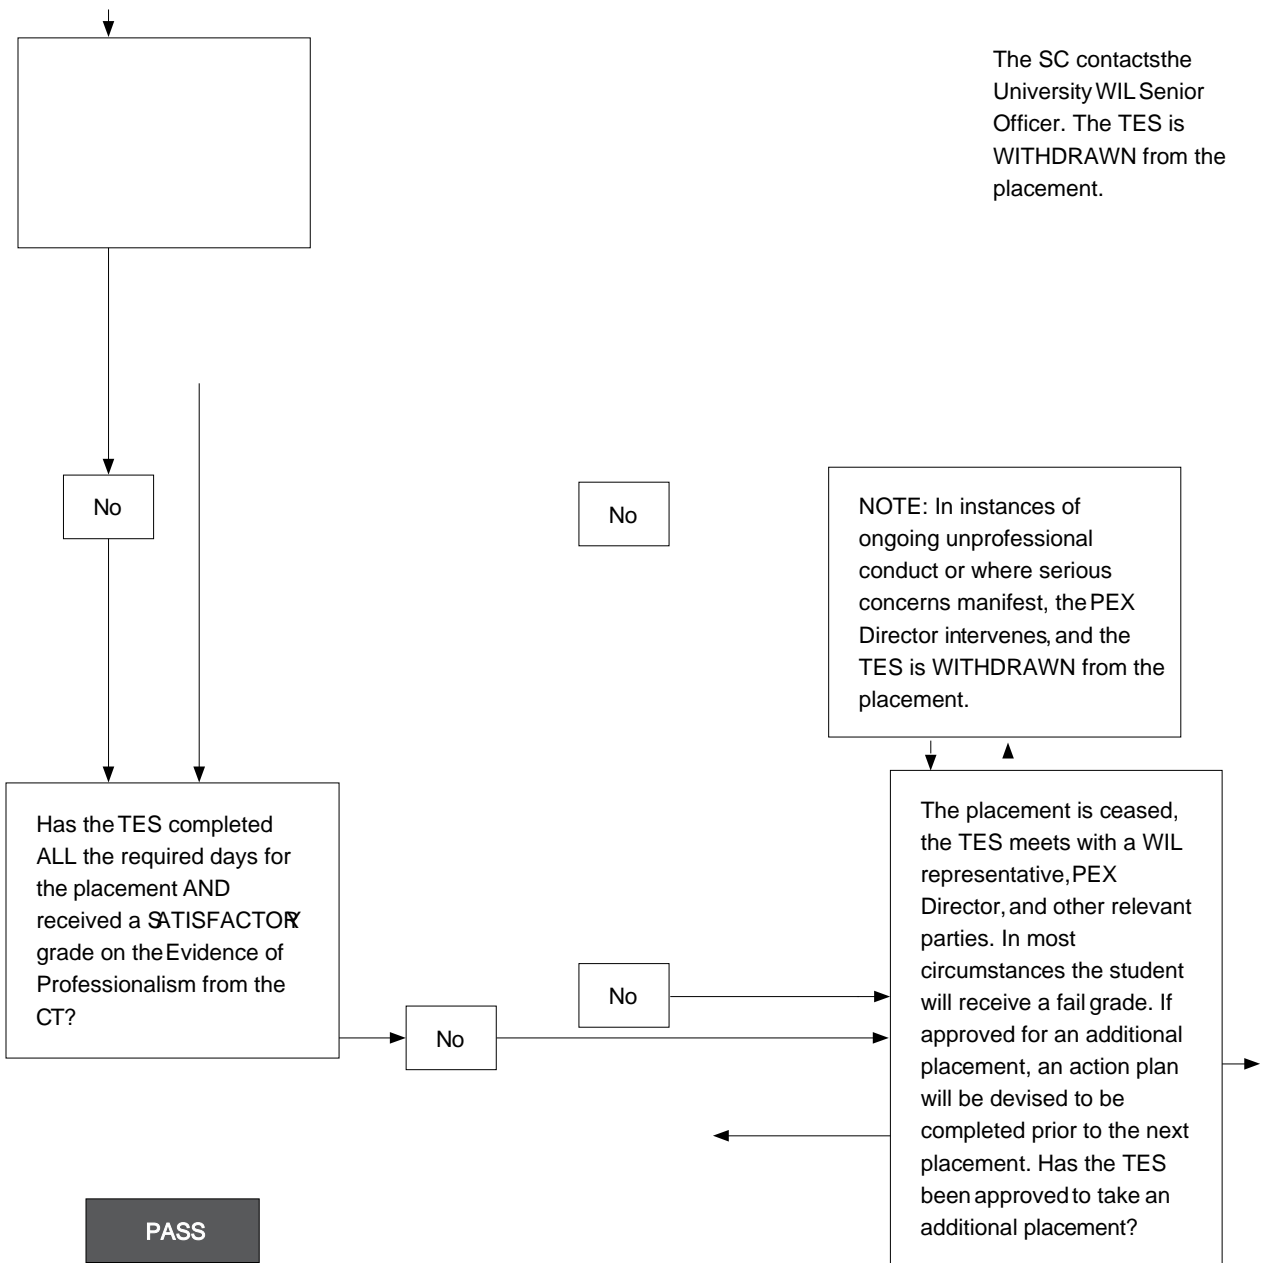 The SC contactsthe
University WIL Senior
Officer. The TES is
WITHDRAWN from the
placement.
No
No
NOTE: In instances of
ongoing unprofessional
conduct or where serious
concerns manifest, the PEX
Director intervenes, and the
TES is WITHDRAWN from the
placement.
Has the TES completed
ALL the required days for
the placement AND
received a SATISFACTORY
grade on the Evidence of
Professionalism from the
CT?
No
No
The placement is ceased,
the TES meets with a WIL
representative, PEX
Director, and other relevant
parties. In most
circumstances the student
will receive a fail grade. If
approved for an additional
placement, an action plan
will be devised to be
completed prior to the next
placement. Has the TES
been approved to take an
additional placement?
PASS